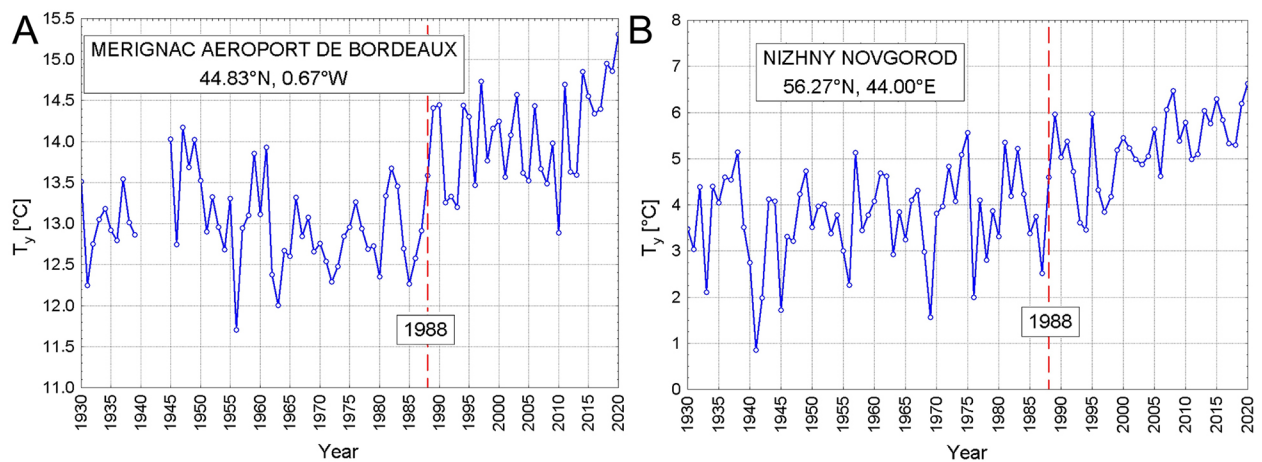 A
MERIGNAC AEROPORT DE BORDEAUX
44.83°N, 0.67°W
15.5
15.0
14.5
14.0
13.5
13.0
12.5
12.0
11.5
11.0
Ty [°C]
1988
1930 1935 1940 1945 1950 1955 1960 1965 1970 1975 1980 1985 1990 1995 2000 2005 2010 2015 2020
Year
B
NIZHNY NOVGOROD
56.27°N, 44.00°E
8
7
6
5
4
3
2
1
0
Ty [°C]
1988
1930 1935 1940 1945 1950 1955 1960 1965 1970 1975 1980 1985 1990 1995 2000 2005 2010 2015 2020
Year